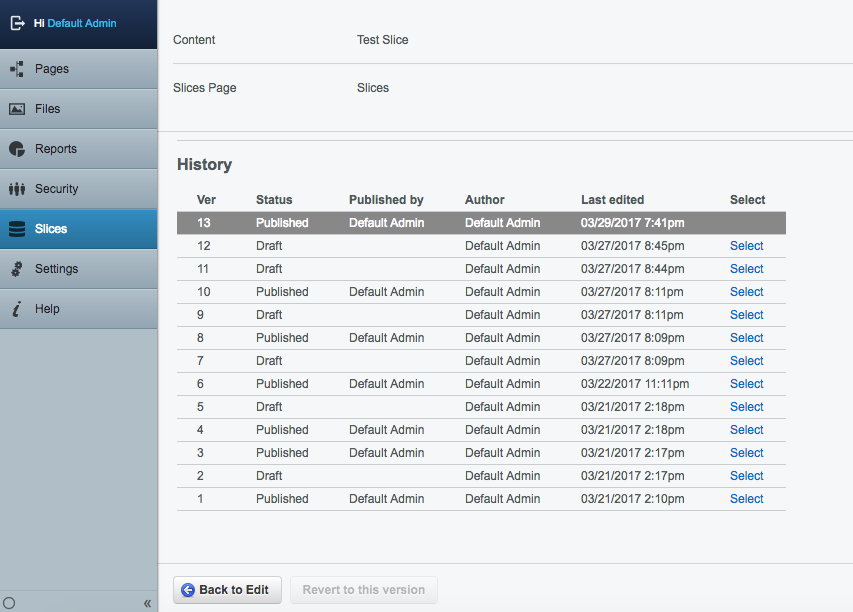 Hi Default Admin
Pages
Files
Reports
Security
Slices
Settings
Help
«
Content Test Slice
Slices Page Slices
History
Ver Status Published by Author Last edited Select
13 Published Default Admin Default Admin 03/29/2017 7:41pm
12 Draft Default Admin 03/27/2017 8:45pm Select
11 Draft Default Admin 03/27/2017 8:44pm Select
10 Published Default Admin Default Admin 03/27/2017 8:11pm Select
9 Draft Default Admin 03/27/2017 8:11pm Select
8 Published Default Admin Default Admin 03/27/2017 8:09pm Select
7 Draft Default Admin 03/27/2017 8:09pm Select
6 Published Default Admin Default Admin 03/22/2017 11:11pm Select
5 Draft Default Admin 03/21/2017 2:18pm Select
4 Published Default Admin Default Admin 03/21/2017 2:18pm Select
3 Published Default Admin Default Admin 03/21/2017 2:17pm Select
2 Draft Default Admin 03/21/2017 2:17pm Select
1 Published Default Admin Default Admin 03/21/2017 2:10pm Select
Back to Edit Revert to this version